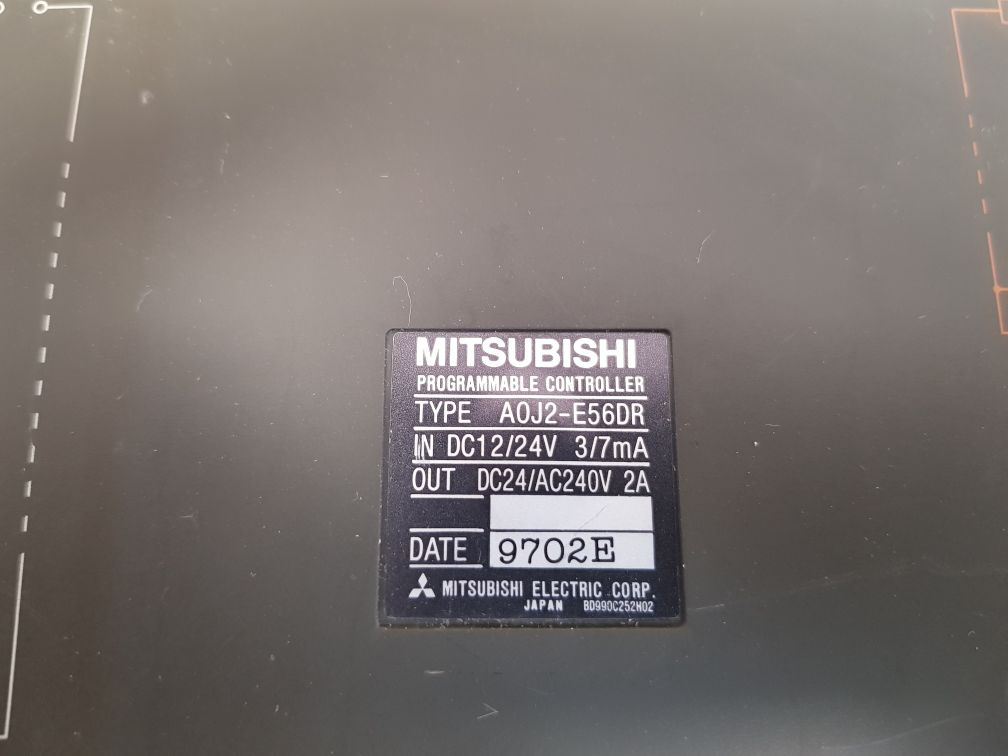 MITSUBISHI
PROGRAMMABLE CONTROLLER
TYPE A0J2-E56DR
IN DC12/24V 3/7mA
OUT DC24/AC240V 2A
DATE 9702E
MITSUBISHI ELECTRIC CORP.
JAPAN BD990C252H02